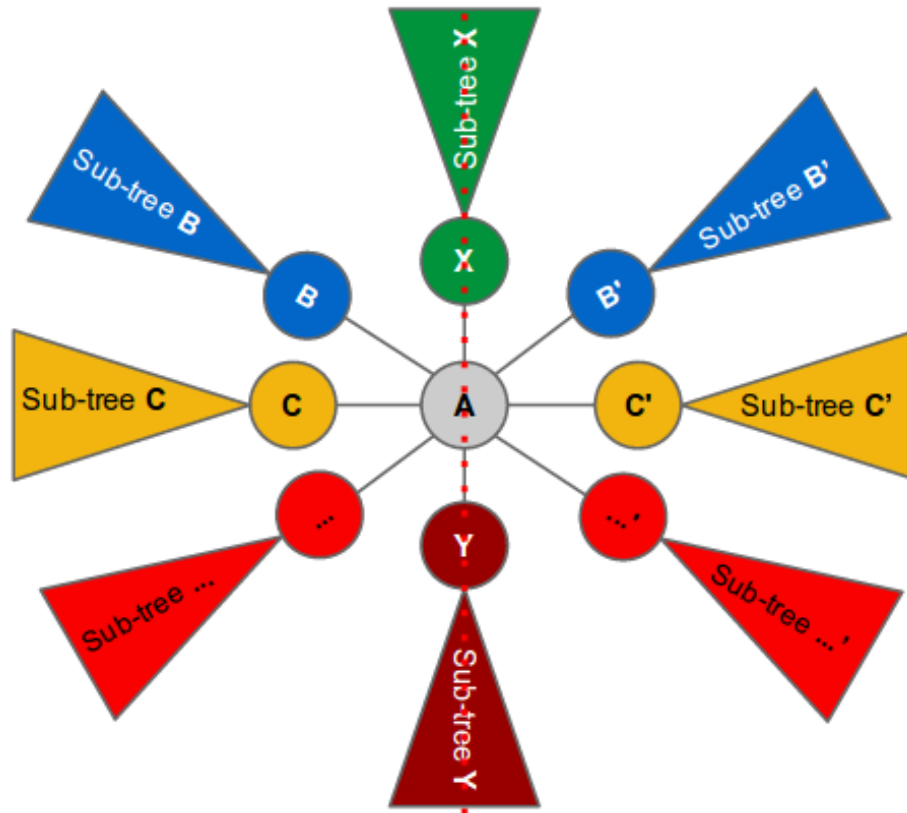 Sub-tree X
X
Sub-tree B
B
Sub-tree B'
B'
Sub-tree C
C
A
C'
Sub-tree C’
...
Sub-tree ...
Y
Sub-tree Y
...’
Sub-tree ...’